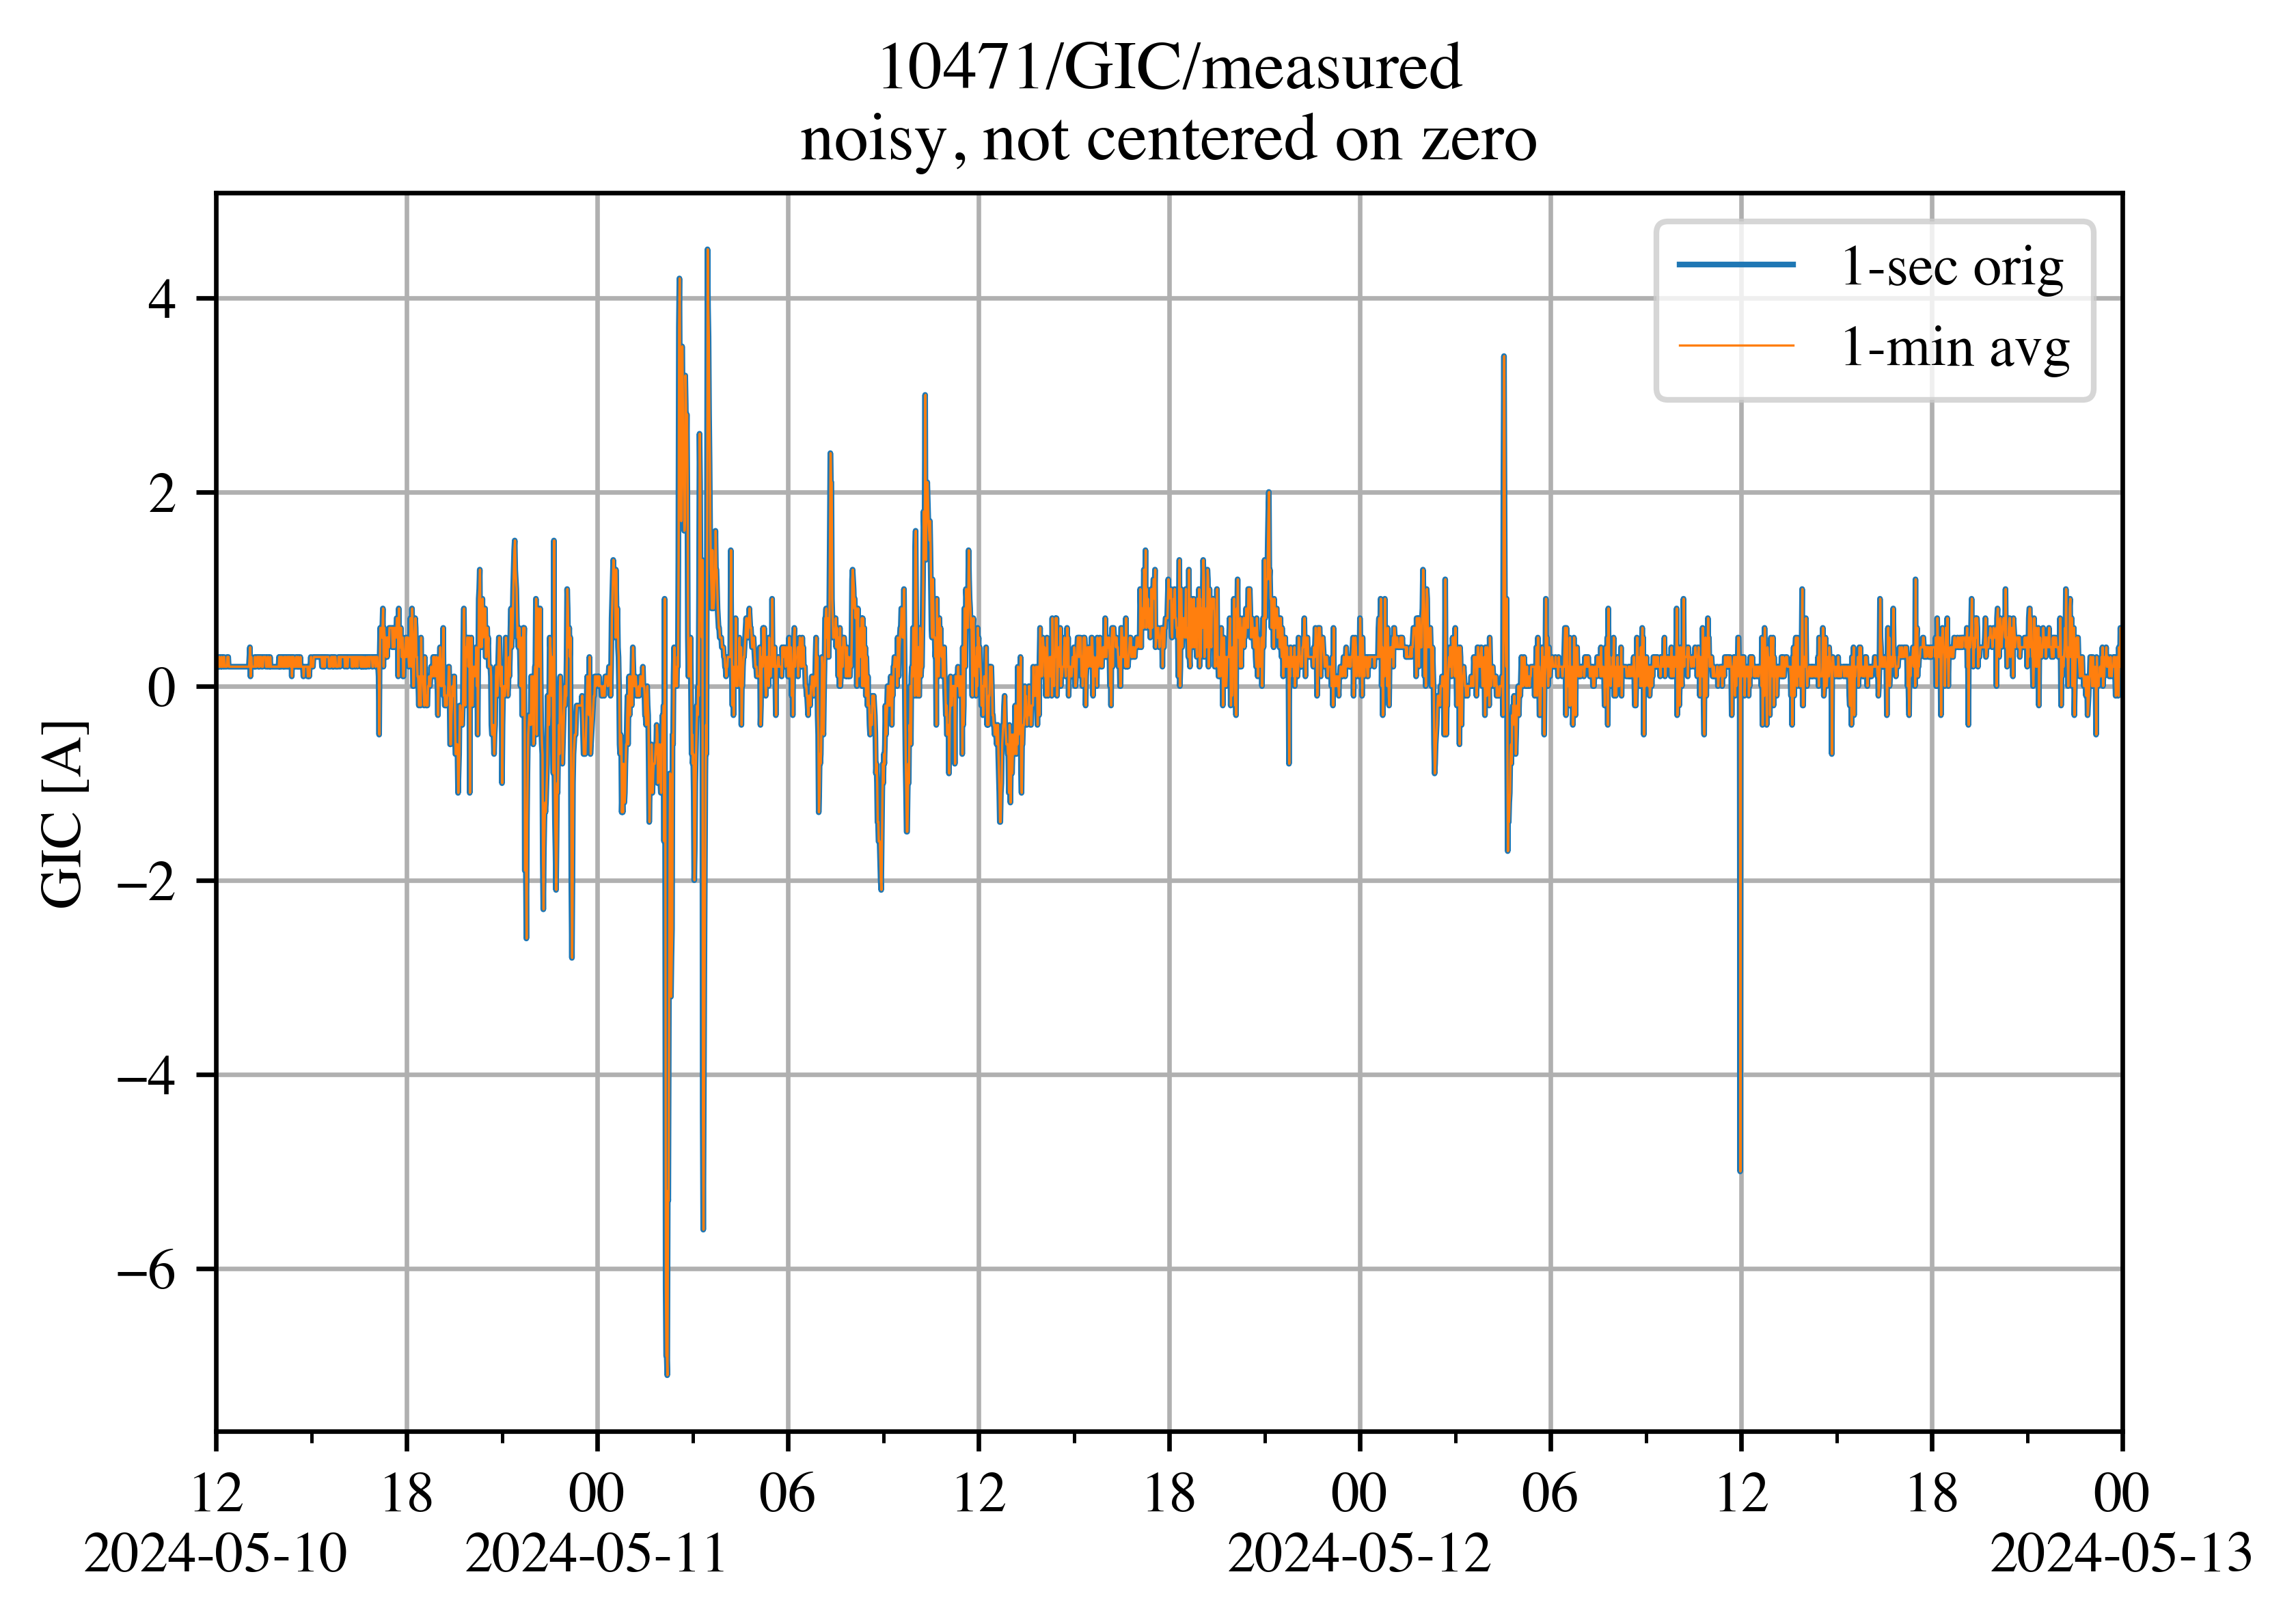 10471/GIC/measured
noisy, not centered on zero
1-sec orig
1-min avg
GIC [A]
4
2
0
−2
−4
−6
12 18 00 06 12 18 00 06 12 18 00
2024-05-10 2024-05-11 2024-05-12 2024-05-13